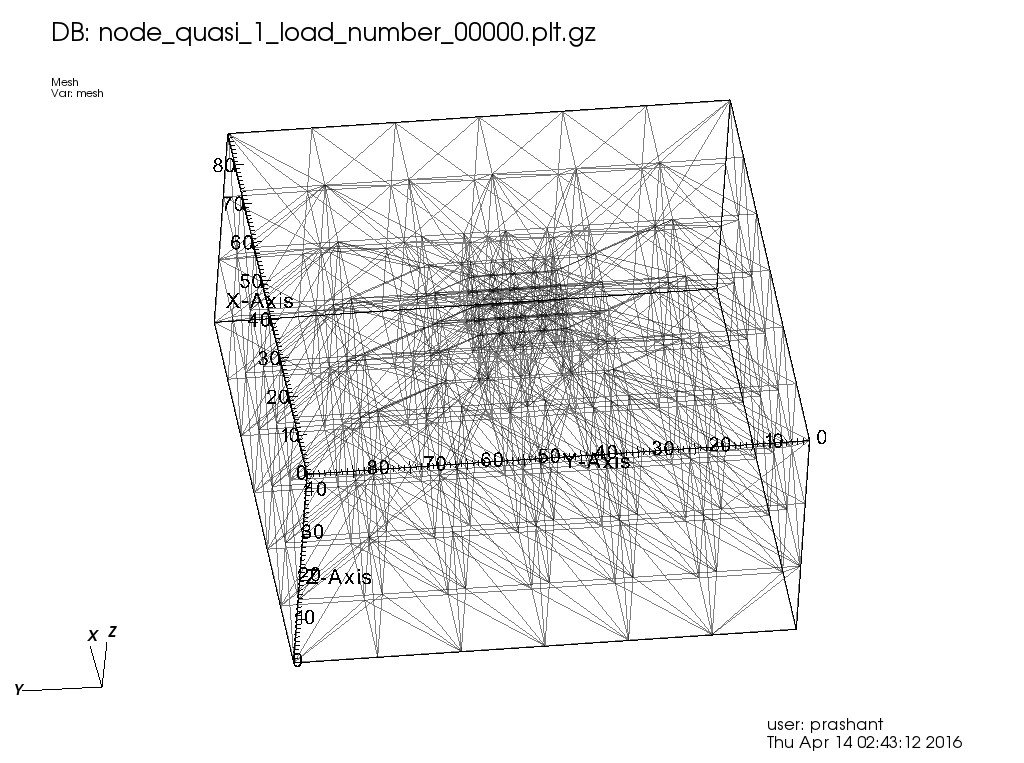 DB: node_quasi_1_load_number_00000.plt.gz
Mesh
Var: mesh
80
70
60
50
X-Axis
40
30
20
10
0
80
70
60
50
Y-Axis
40
30
20
10
0
40
30
20
Z-Axis
10
0
X Z
Y
user: prashant
Thu Apr 14 02:43:12 2016